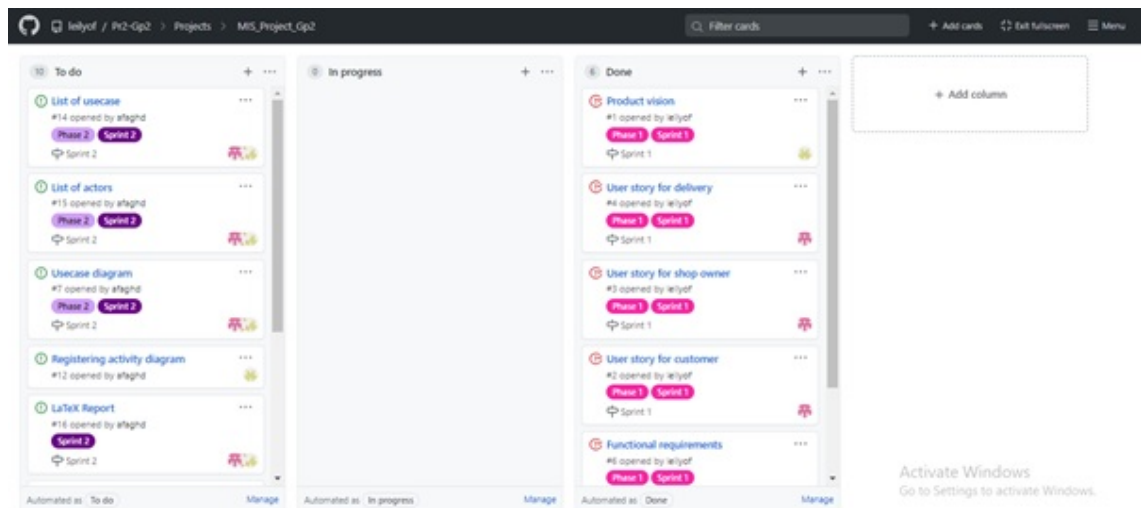 leilyof / Pr2-Gp2 > Projects > MIS_Project_Gp2
Filter cards
+ Add cards
Exit fullscreen
Menu
10 To do
List of usecase
#14 opened by afaghd
Phase 2 Sprint 2
Sprint 2
List of actors
#15 opened by afaghd
Phase 2 Sprint 2
Sprint 2
Usecase diagram
#7 opened by afaghd
Phase 2 Sprint 2
Sprint 2
Registering activity diagram
#12 opened by afaghd
LaTeX Report
#16 opened by afaghd
Sprint 2
Sprint 2
Automated as To do Manage
0 In progress
Automated as In progress Manage
6 Done
Product vision
#1 opened by leilyof
Phase 1 Sprint 1
Sprint 1
User story for delivery
#4 opened by leilyof
Phase 1 Sprint 1
Sprint 1
User story for shop owner
#3 opened by leilyof
Phase 1 Sprint 1
Sprint 1
User story for customer
#2 opened by leilyof
Phase 1 Sprint 1
Sprint 1
Functional requirements
#6 opened by leilyof
Phase 1 Sprint 1
Automated as Done Manage
+ Add column
Activate Windows
Go to Settings to activate Windows.